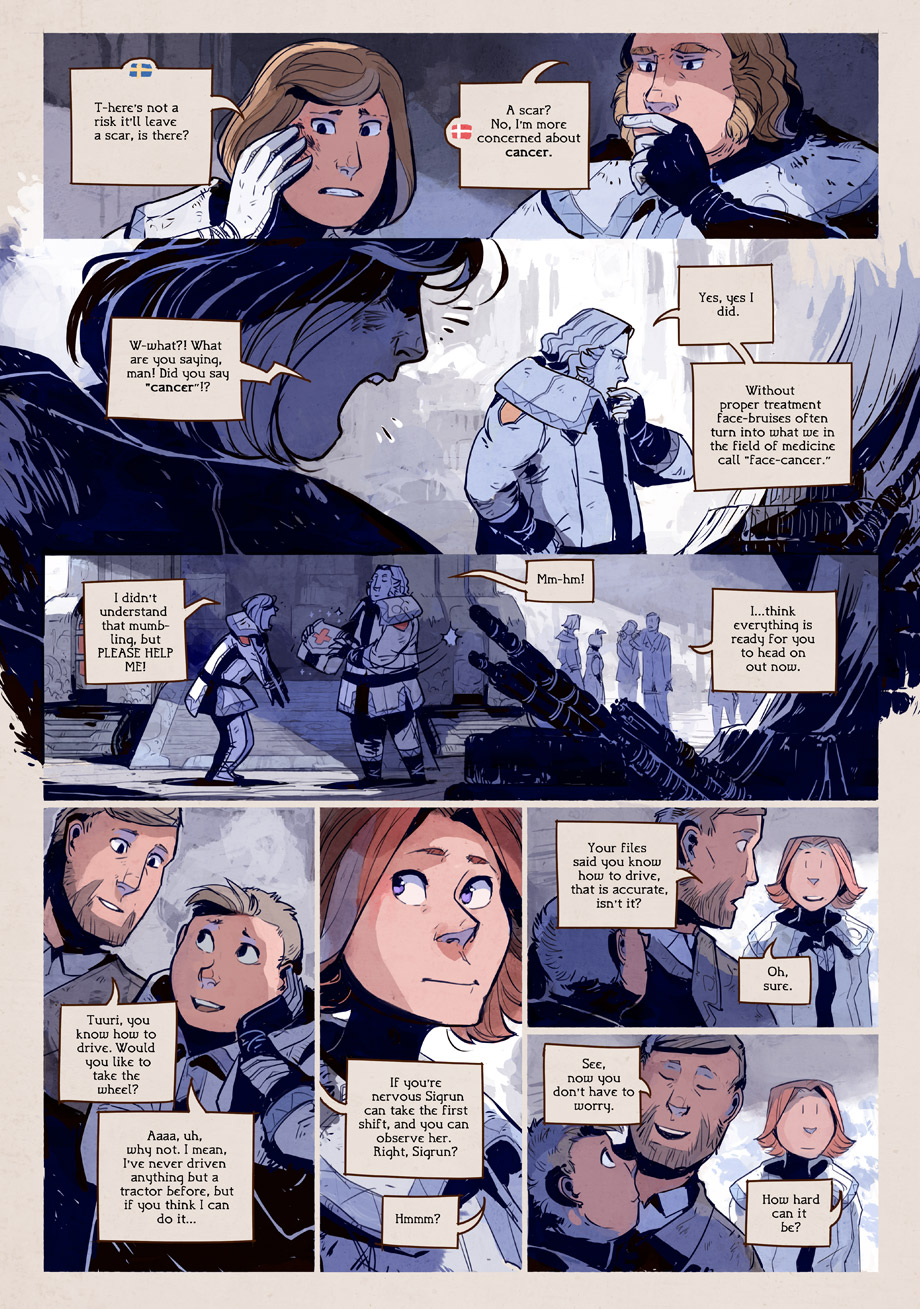 T-here's not a
risk it'll leave
a scar, is there?
A scar?
No, I'm more
concerned about
cancer.
W-what?! What
are you saying,
man! Did you say
"cancer"!?
Yes, yes I
did.
Without
proper treatment
face-bruises often
turn into what we in
the field of medicine
call "face-cancer."
I didn't
understand
that mumb-
ling, but
PLEASE HELP
ME!
Mm-hm!
I...think
everything is
ready for you
to head on
out now.
Tuuri, you
know how to
drive. Would
you like to
take the
wheel?
Aaaa, uh,
why not. I mean,
I've never driven
anything but a
tractor before, but
if you think I can
do it...
If you're
nervous Sigrun
can take the first
shift, and you can
observe her.
Right, Sigrun?
Hmmm?
Your files
said you know
how to drive,
that is accurate,
isn't it?
Oh,
sure.
See,
now you
don't have to
worry.
How hard
can it
be?